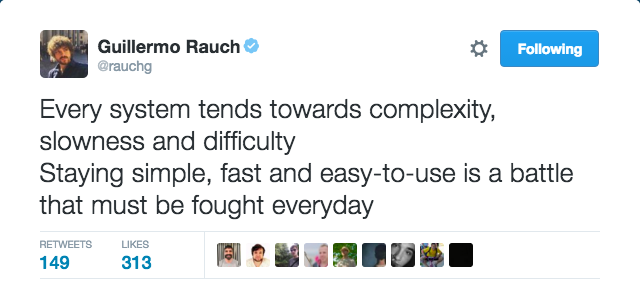 Guillermo Rauch
@rauchg
Following
Every system tends towards complexity,
slowness and difficulty
Staying simple, fast and easy-to-use is a battle
that must be fought everyday
RETWEETS LIKES
149 313